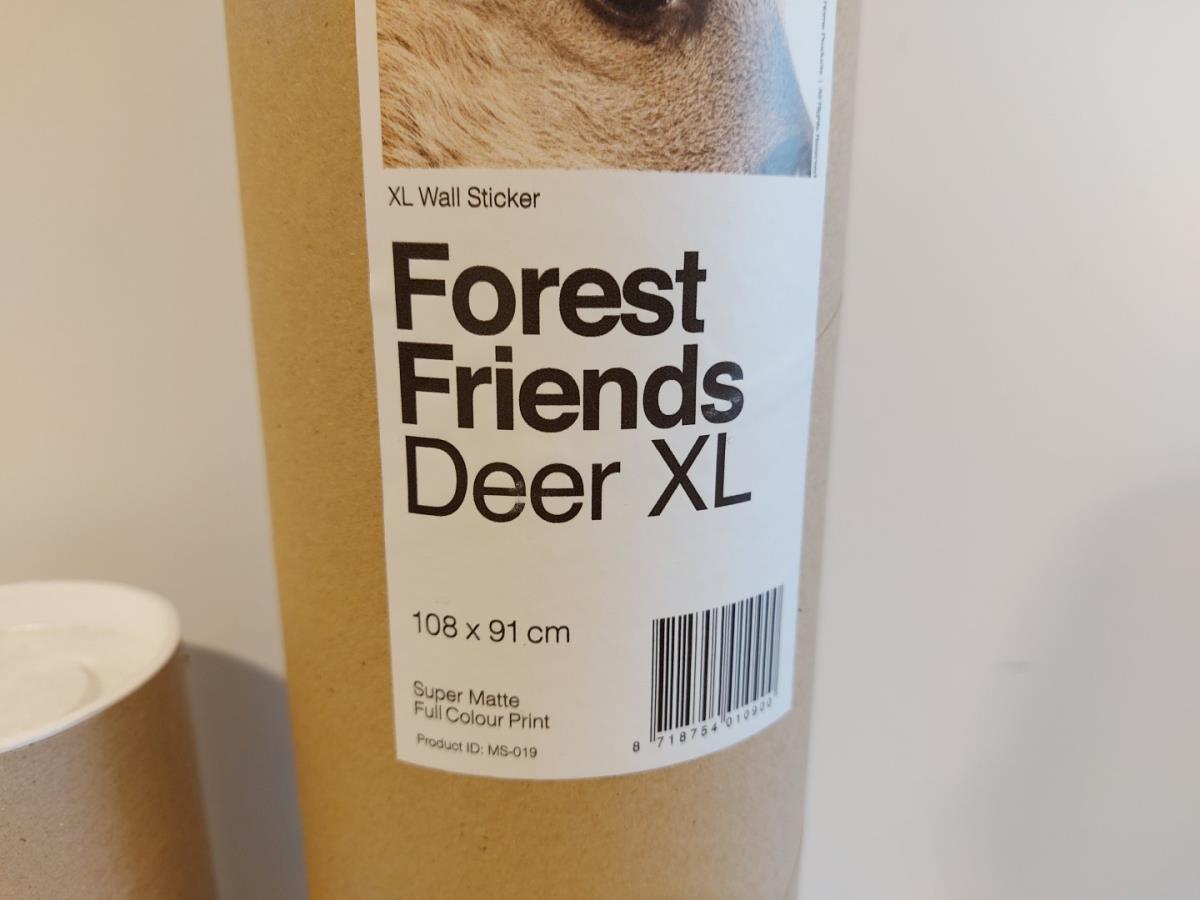 XL Wall Sticker
Forest
Friends
Deer XL
108 x 91 cm
Super Matte
Full Colour Print
Product ID: MS-019
8 718754 010900